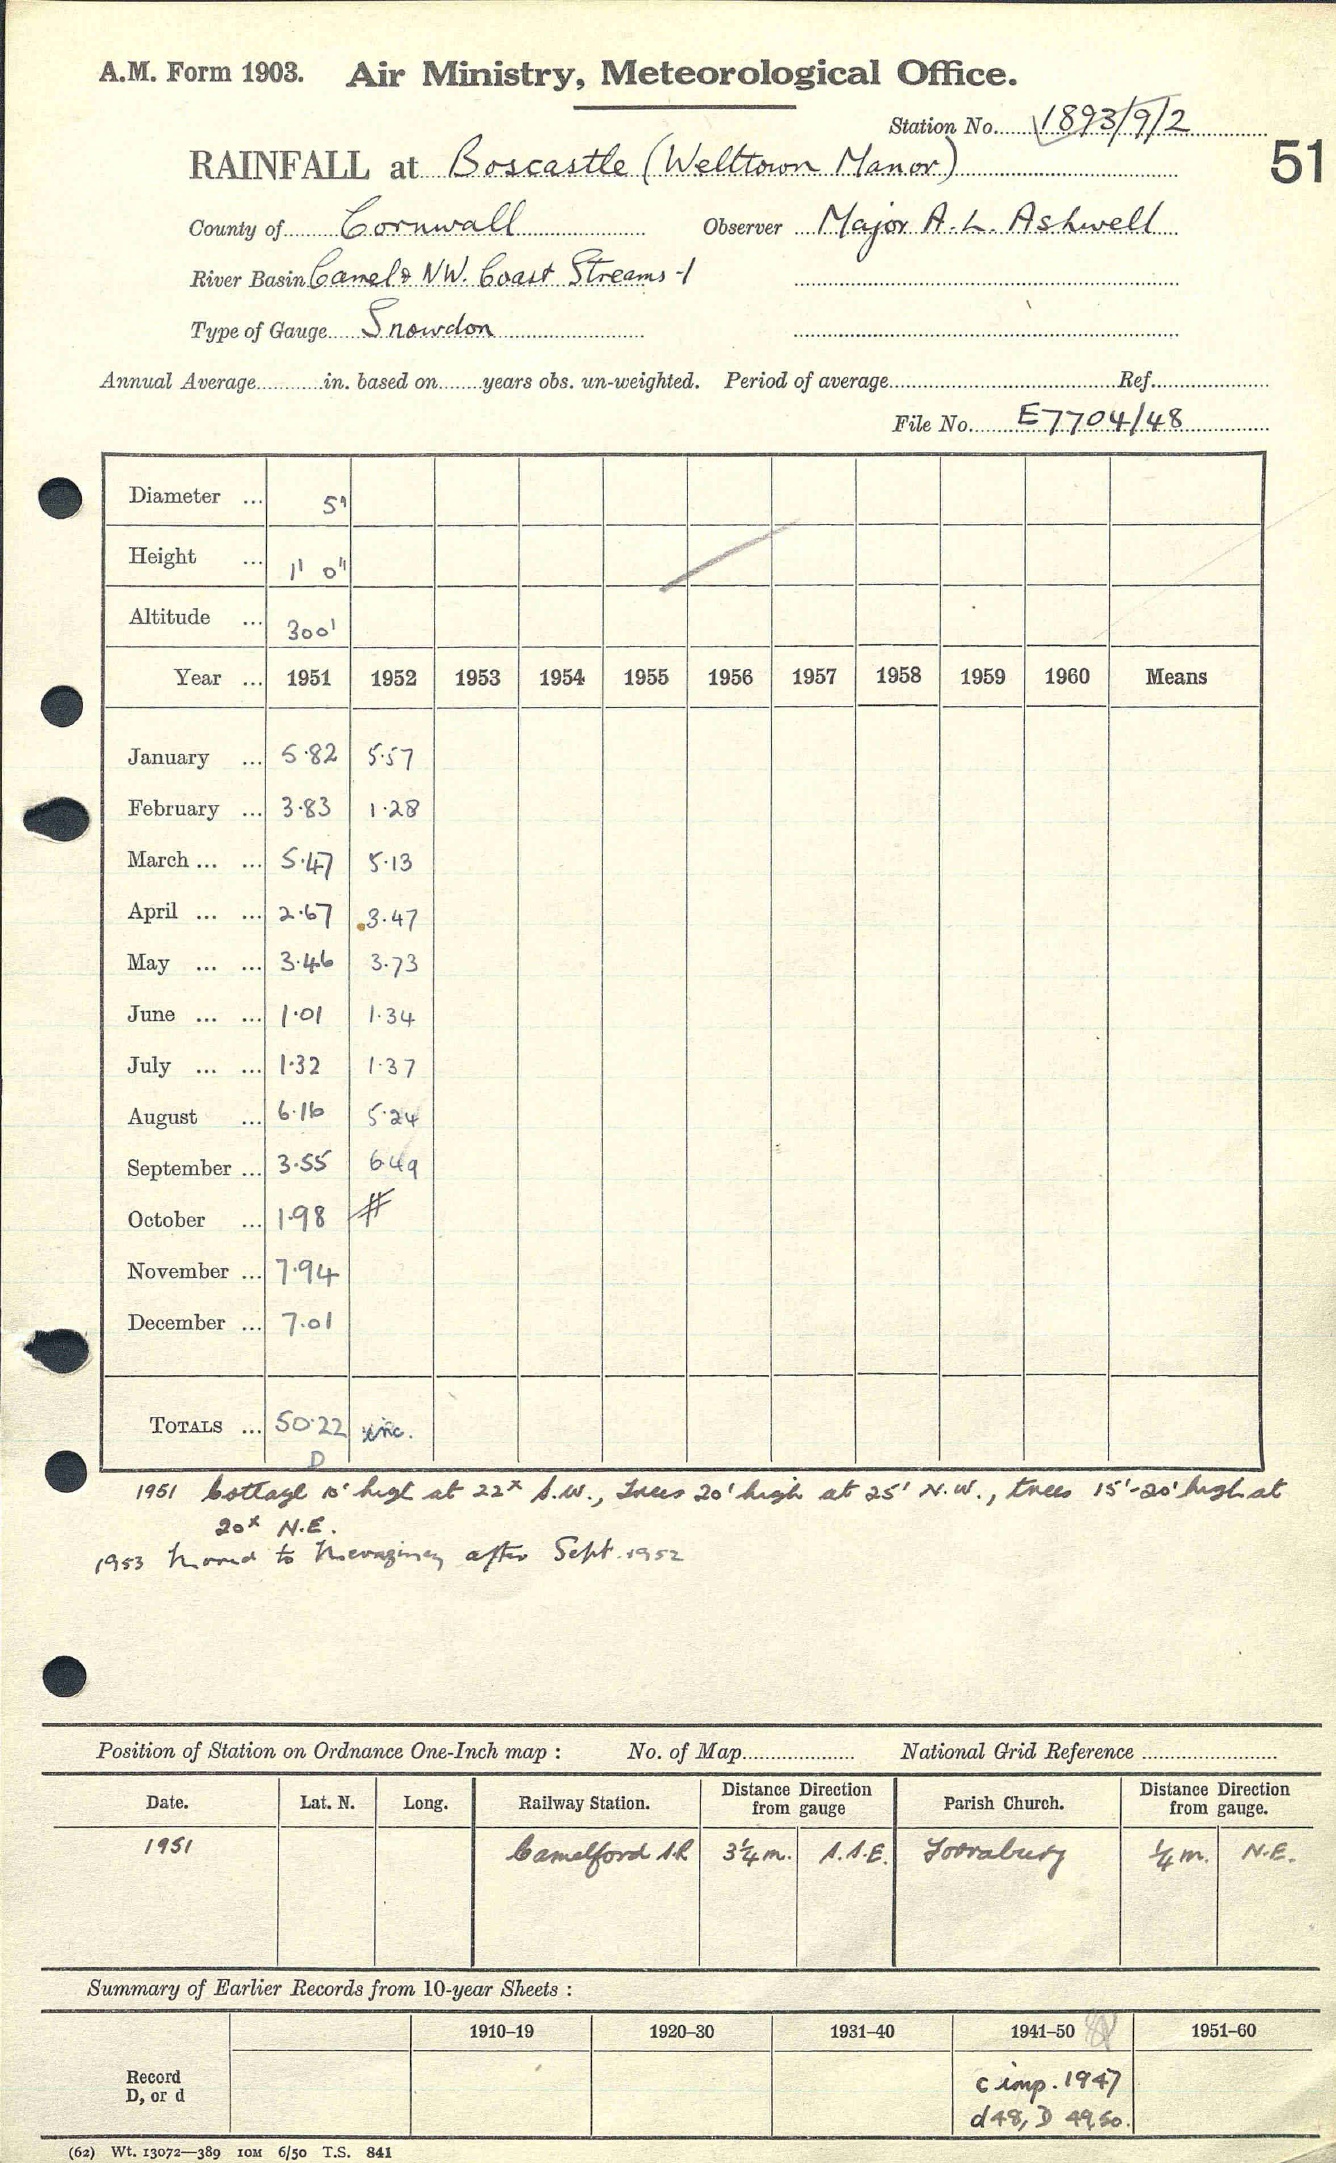 A.M. Form 1903. Air Ministry, Meteorological Office.
Station No. 1893/9/2
51
RAINFALL at Boscastle (Welltown Manor)
County of Cornwall Observer Major A.L. Ashwell
River Basin Camel & NW. Coast Streams -1
Type of Gauge Snowdon
Annual Average in. based on years obs. un-weighted. Period of average Ref.
File No. E7704/48
Diameter ... 5"
Height ... 1' 0"
Altitude ... 300'
Year ... 1951 1952 1953 1954 1955 1956 1957 1958 1959 1960 Means
January ... 5.82 5.57
February ... 3.83 1.28
March ... ... 5.47 5.13
April ... ... 2.67 3.47
May ... ... 3.46 3.73
June ... ... 1.01 1.34
July ... ... 1.32 1.37
August ... 6.16 5.24
September ... 3.55 6.49
October ... 1.98 #
November ... 7.94
December ... 7.01
TOTALS ... 50.22 inc.
D
1951 Cottage high at 22x S.W., trees 20' high at 25' N.W., trees 15'-20' high at
20x N.E.
1953 Moved to after Sept. 1952
Position of Station on Ordnance One-Inch map : No. of Map National Grid Reference
Date. Lat. N. Long. Railway Station. Distance Direction from gauge Parish Church. Distance Direction from gauge.
1951 Camelford S.R. 3¼ m. S.S.E. ¼ m. N.E.
Summary of Earlier Records from 10-year Sheets :
1910–19 1920–30 1931–40 1941–50 1951–60
Record
D, or d
c imp. 1947
d 48, D 49,50.
(62) Wt. 13072—389 10M 6/50 T.S. 841